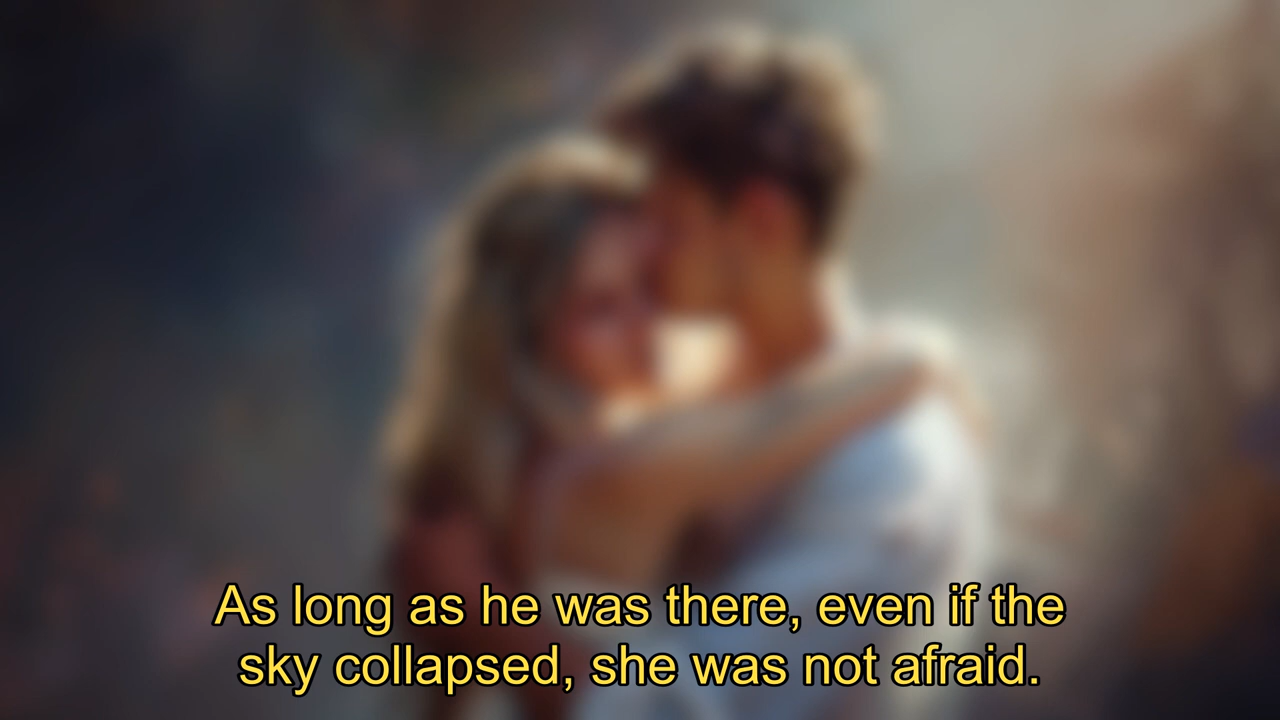 As long as he was there, even if the
sky collapsed, she was not afraid.